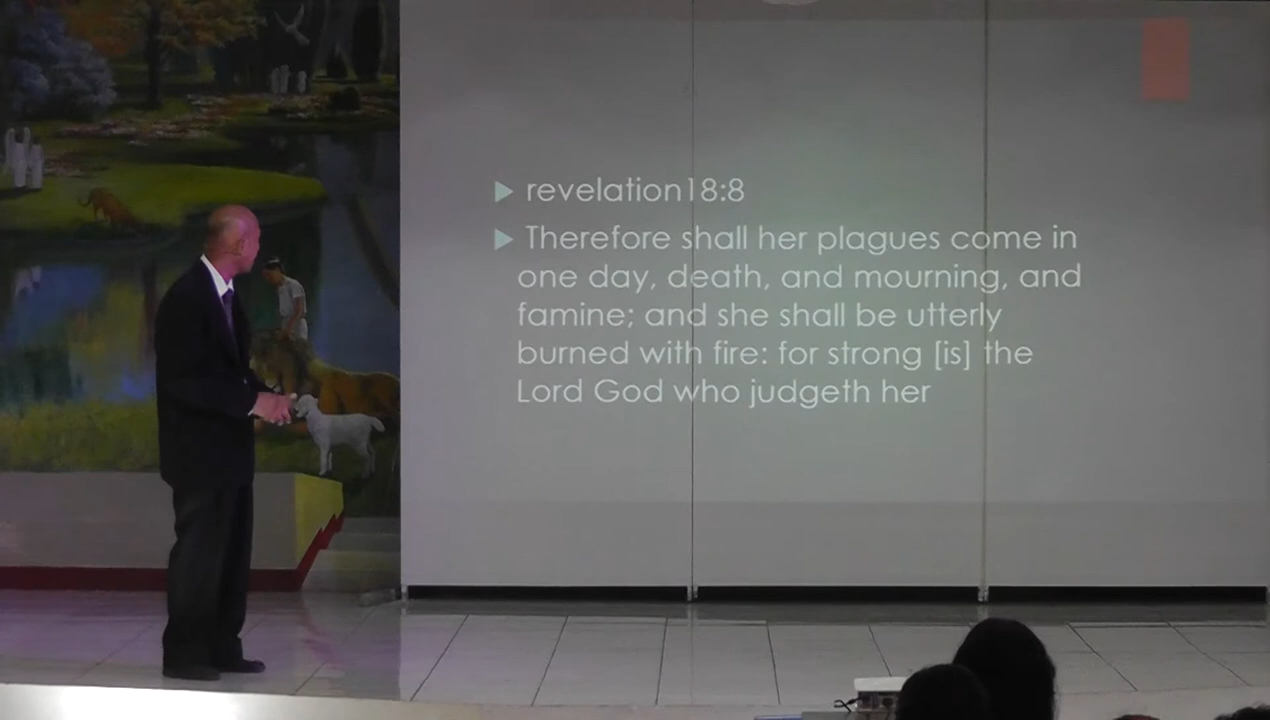 revelation18:8
Therefore shall her plagues come in
one day, death, and mourning, and
famine; and she shall be utterly
burned with fire: for strong [is] the
Lord God who judgeth her